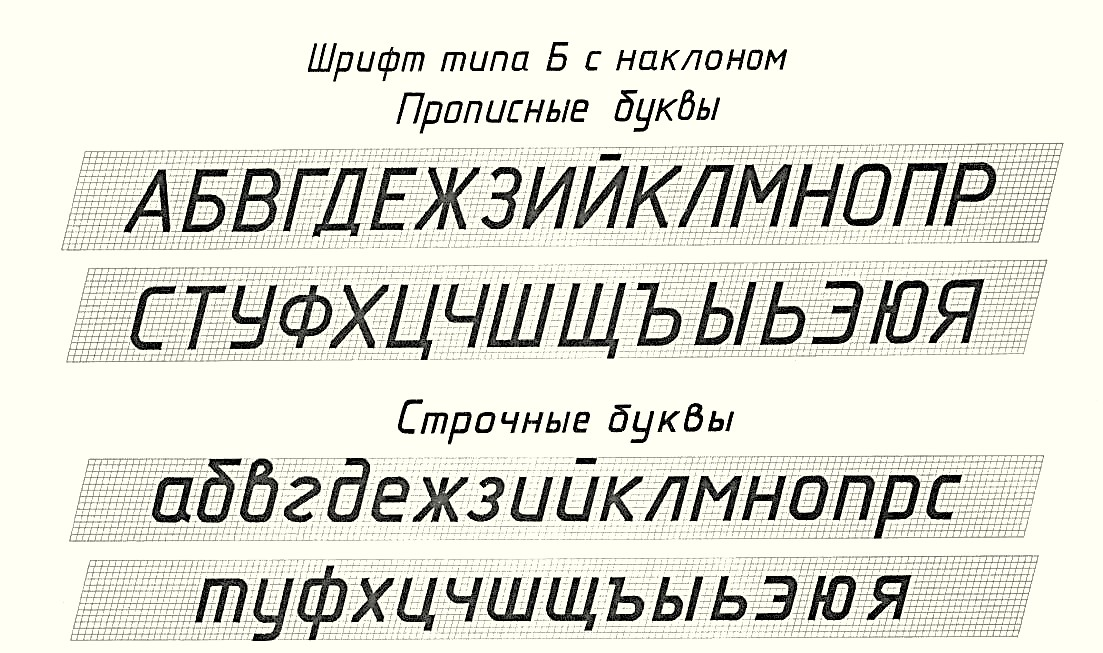 Шрифт типа Б с наклоном
Прописные буквы
АБВГДЕЖЗИЙКЛМНОПР
СТУФХЦЧШЩЪЫЬЭЮЯ
Строчные буквы
абвгдежзийклмнопрс
туфхцчшщъыьэюя